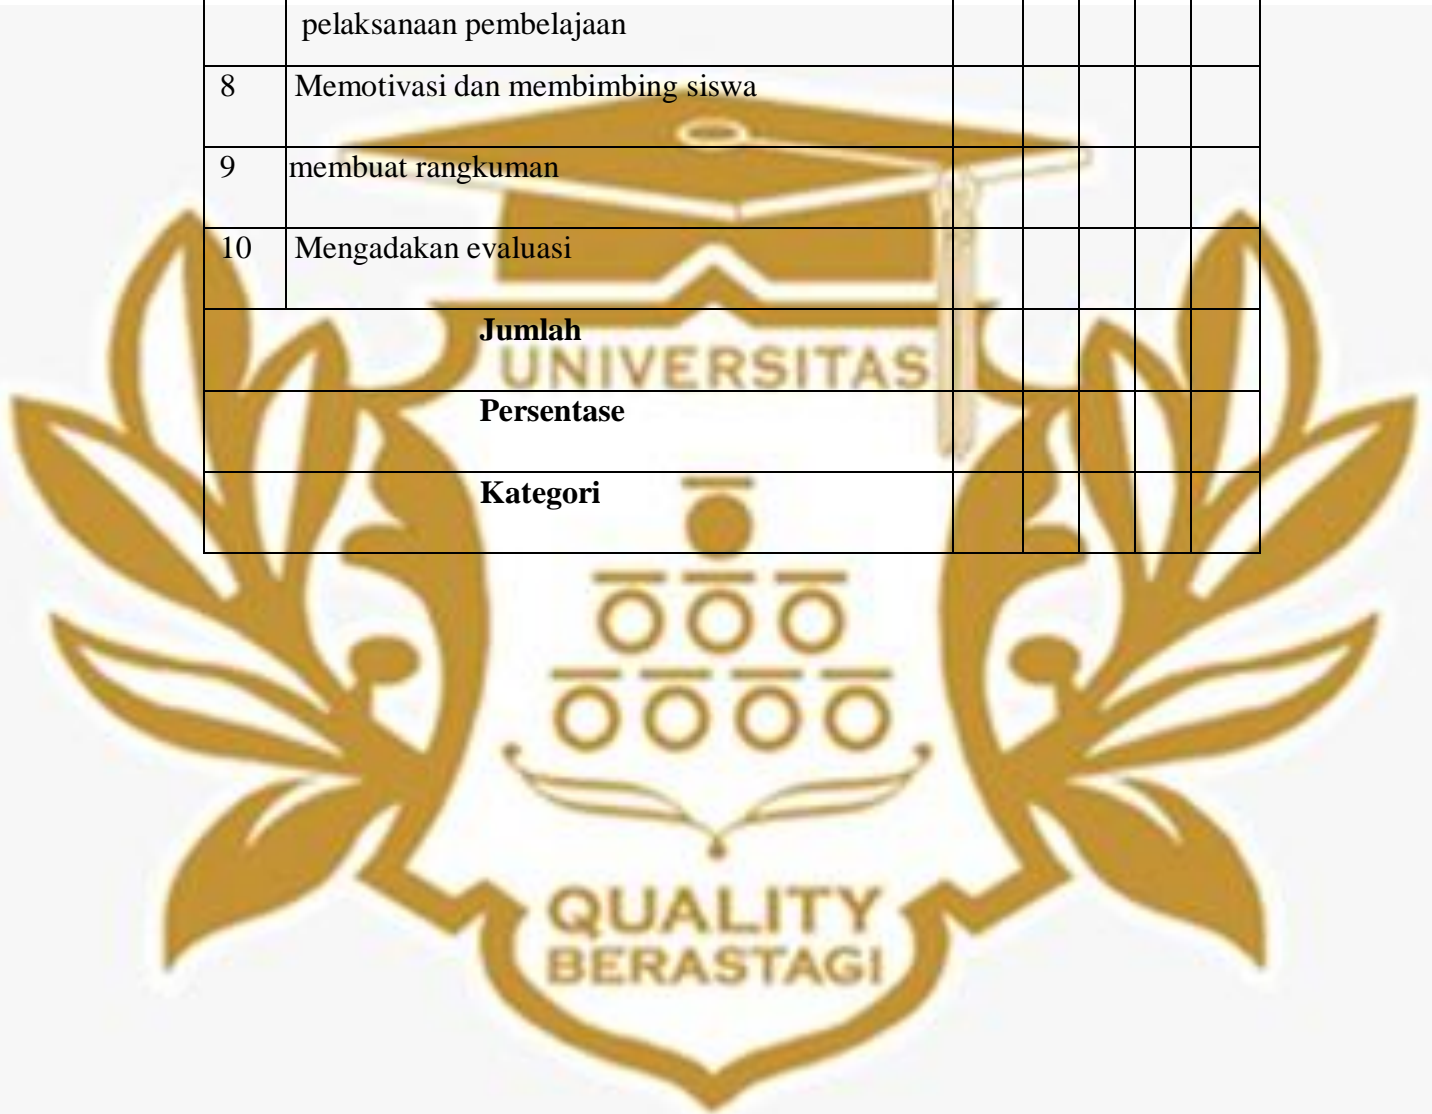 pelaksanaan pembelajaan
8 Memotivasi dan membimbing siswa
9 membuat rangkuman
10 Mengadakan evaluasi
Jumlah
UNIVERSITAS
Persentase
Kategori
QUALITY
BERASTAGI